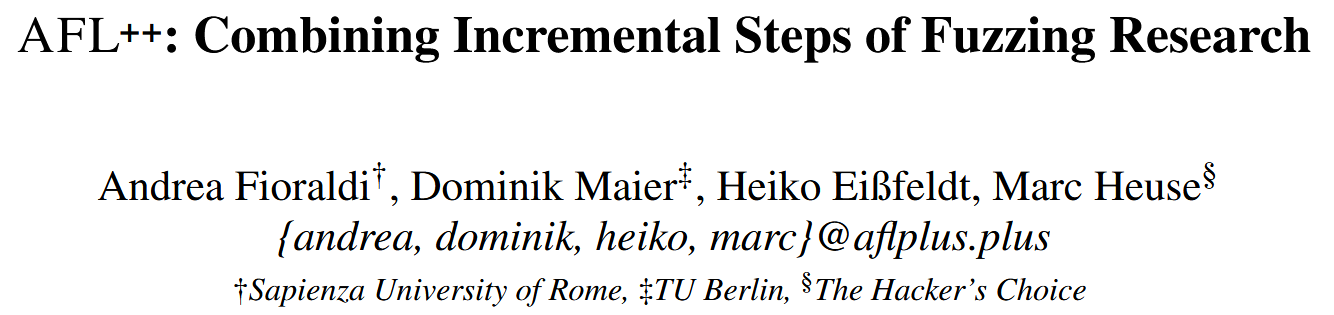 AFL++: Combining Incremental Steps of Fuzzing Research
Andrea Fioraldi†, Dominik Maier‡, Heiko Eißfeldt, Marc Heuse§
{andrea, dominik, heiko, marc}@aflplus.plus
†Sapienza University of Rome, ‡TU Berlin, §The Hacker's Choice